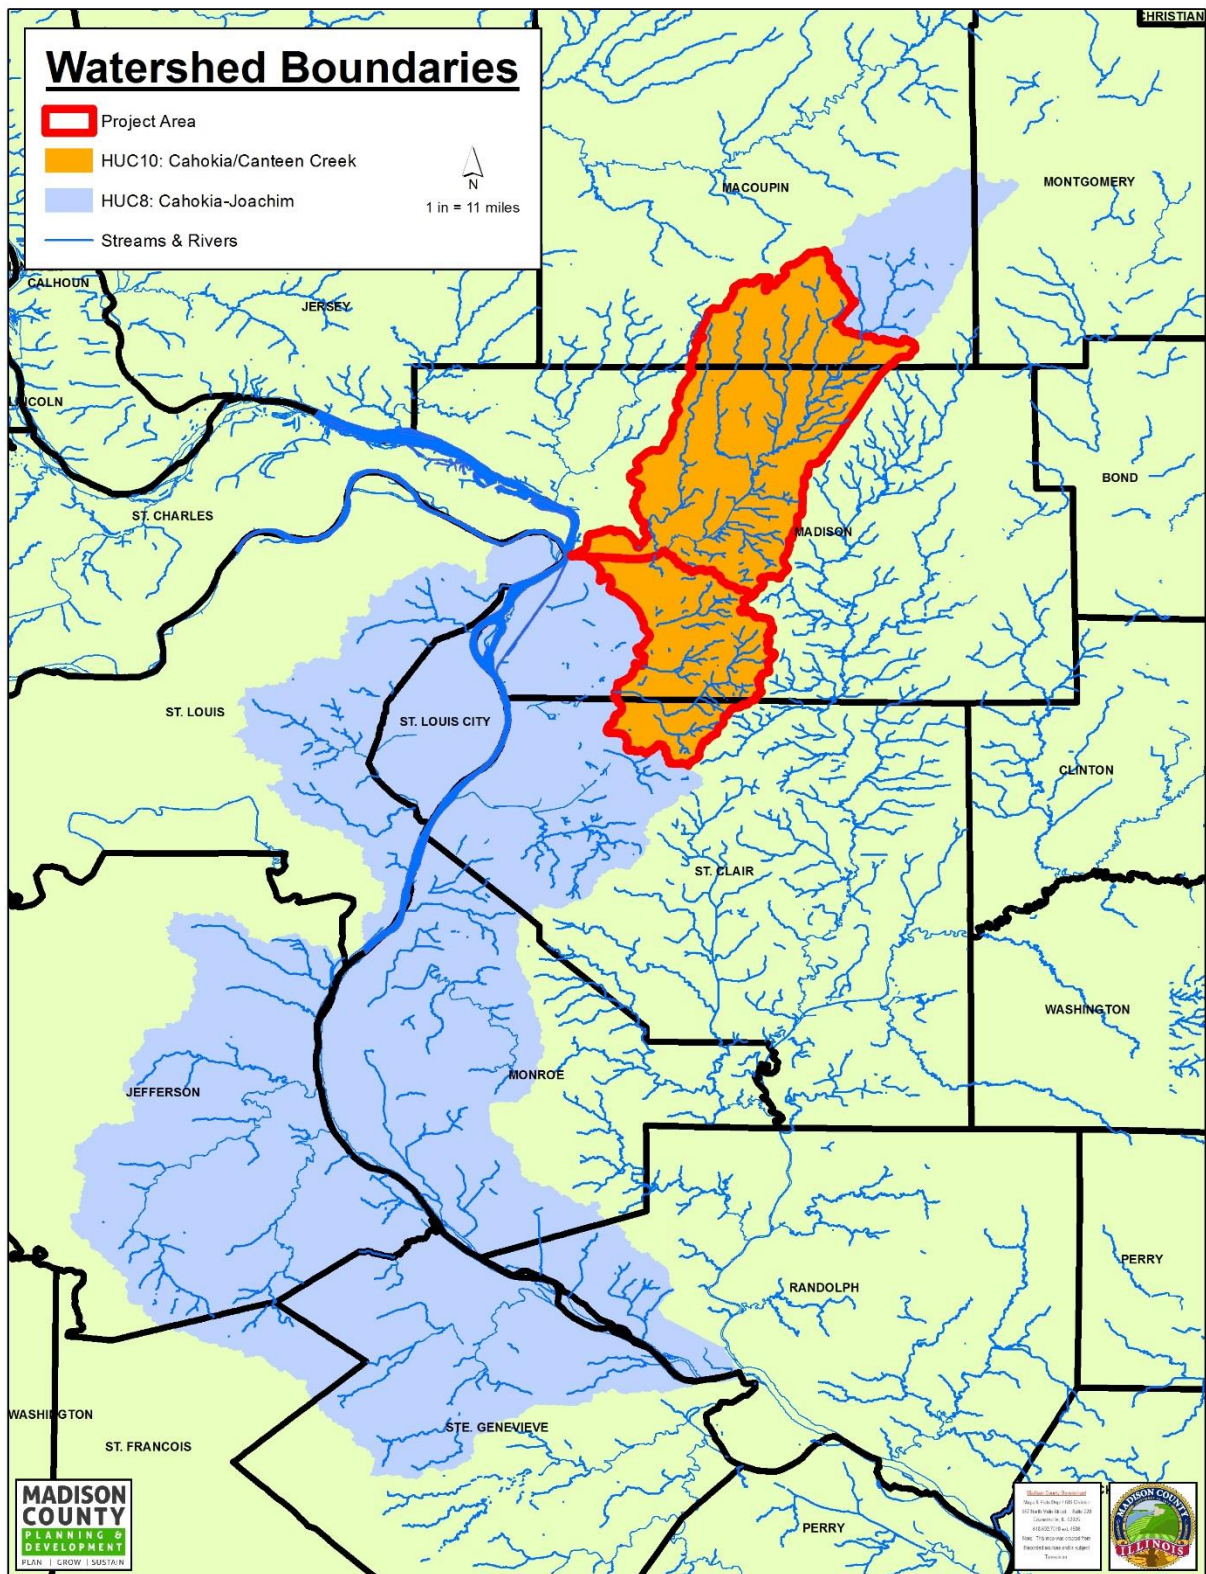 Watershed Boundaries
Project Area
HUC10: Cahokia/Canteen Creek
HUC8: Cahokia-Joachim
Streams & Rivers
N
1 in = 11 miles
CHRISTIAN
MACOUPIN
MONTGOMERY
CALHOUN
JERSEY
LINCOLN
BOND
ST. CHARLES
MADISON
ST. LOUIS
ST. LOUIS CITY
CLINTON
ST. CLAIR
WASHINGTON
JEFFERSON
MONROE
PERRY
RANDOLPH
WASHINGTON
STE. GENEVIEVE
ST. FRANCOIS
PERRY
MADISON
COUNTY
PLANNING &
DEVELOPMENT
PLAN | GROW | SUSTAIN
MADISON COUNTY
ILLINOIS